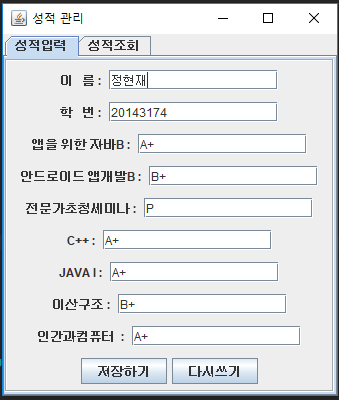 성적 관리
성적입력 성적조회
이 름 : 정현재
학 번 : 20143174
앱을 위한 자바B : A+
안드로이드 앱개발B : B+
전문가초청세미나 : P
C++ : A+
JAVA I : A+
이산구조 : B+
인간과컴퓨터 : A+
저장하기 다시쓰기